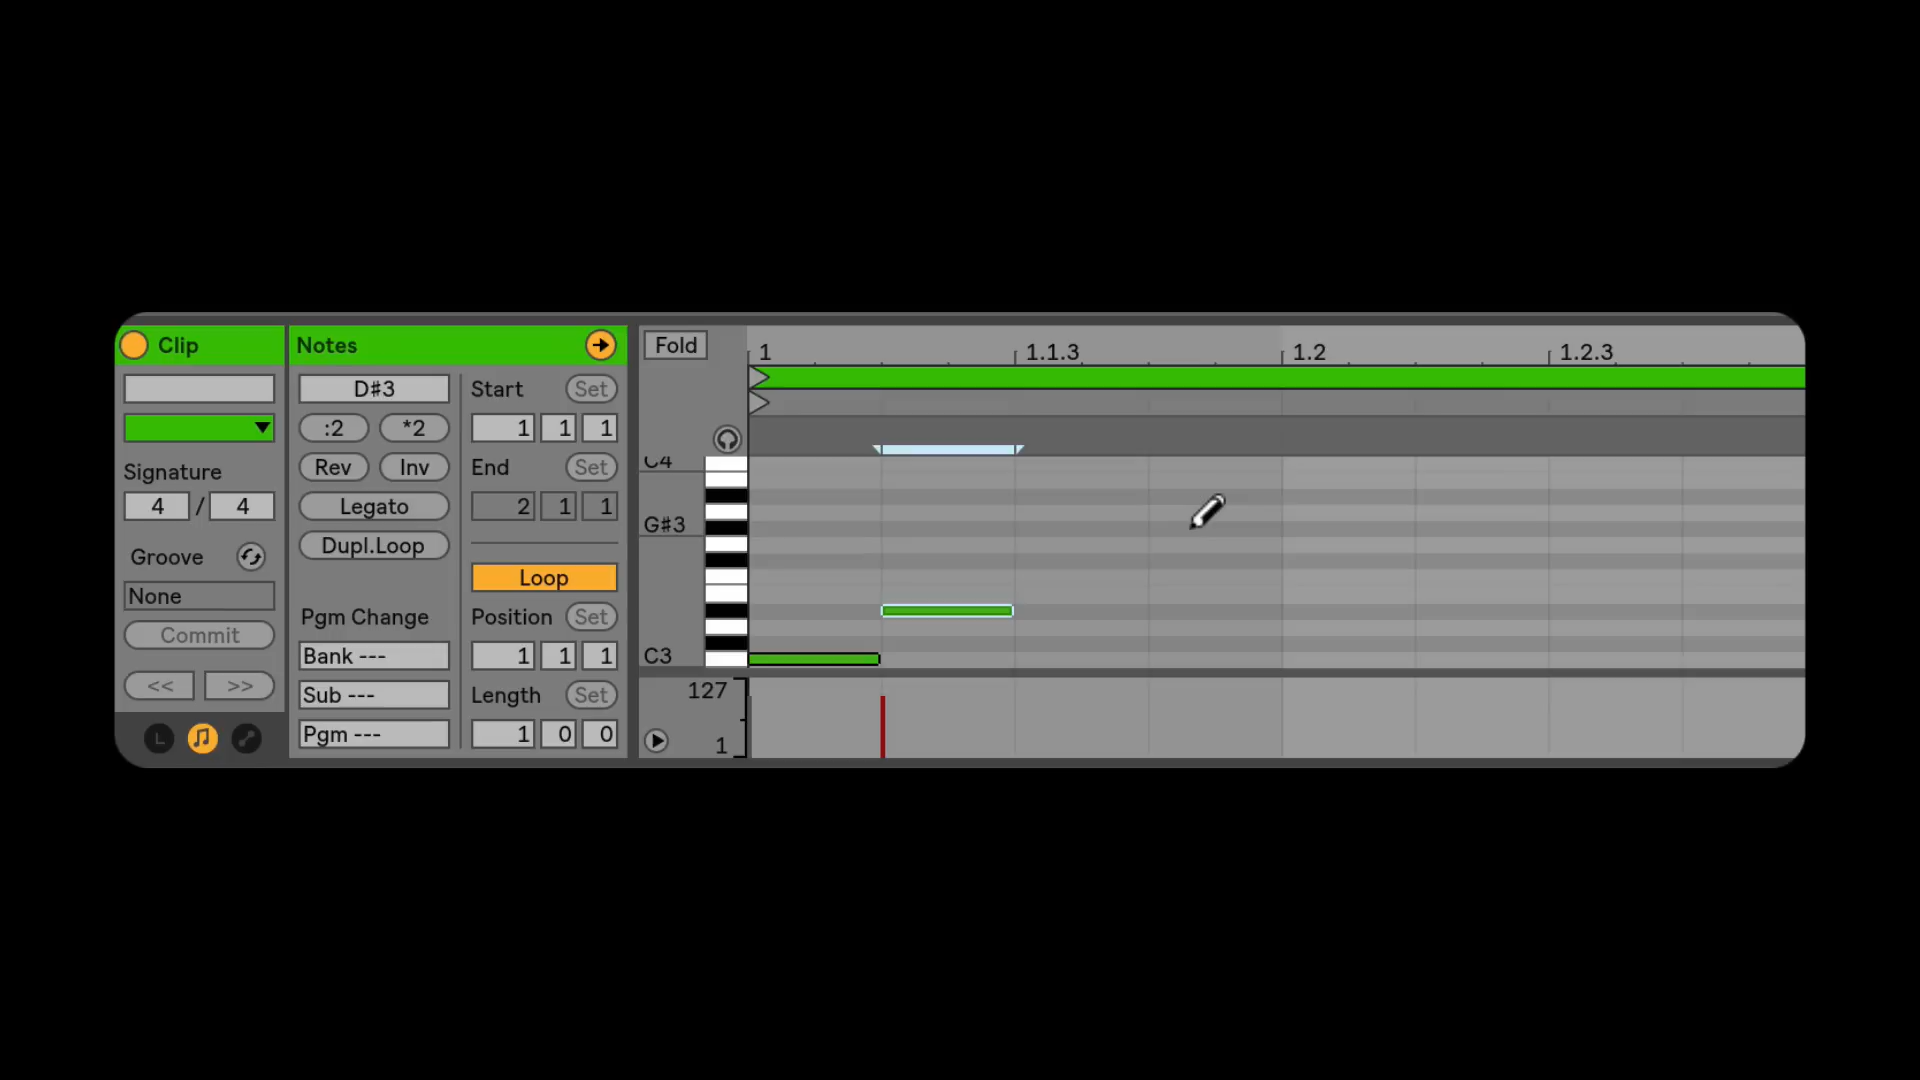 Clip
Signature
4 / 4
Groove
None
Commit
<< >>
L
Notes
D#3
:2 *2
Rev Inv
Legato
Dupl.Loop
Pgm Change
Bank ---
Sub ---
Pgm ---
Start Set
1 1 1
End Set
2 1 1
Loop
Position Set
1 1 1
Length Set
1 0 0
Fold
1 1.1.3 1.2 1.2.3
C4
G#3
C3
127
1